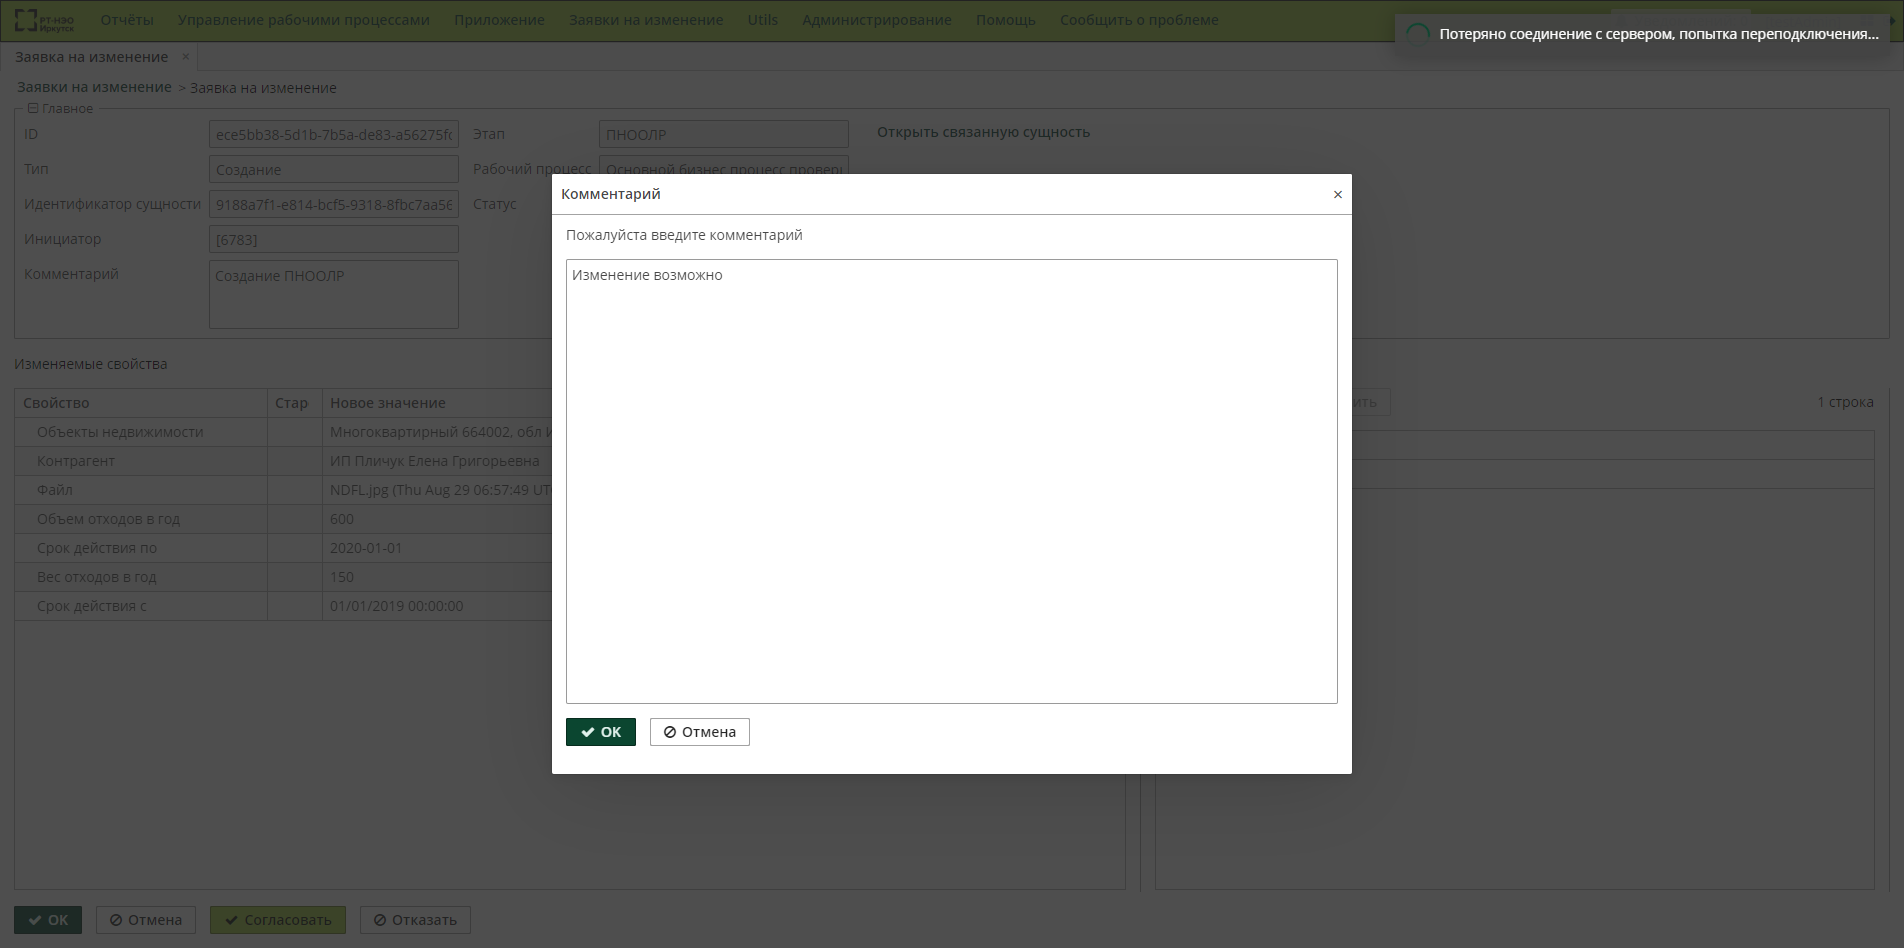 РТ-НЭО
Иркутск
Отчёты Управление рабочими процессами Приложение Заявки на изменение Utils Администрирование Помощь Сообщить о проблеме
Потеряно соединение с сервером, попытка переподключения...
Заявка на изменение ×
Заявки на изменение > Заявка на изменение
Главное
ID ece5bb38-5d1b-7b5a-de83-a56275f Этап ПНООЛР Открыть связанную сущность
Тип Создание Рабочий процесс Основной бизнес процесс провер
Идентификатор сущности 9188a7f1-e814-bcf5-9318-8fbc7aa56 Статус
Инициатор [6783]
Комментарий Создание ПНООЛР
Комментарий ×
Пожалуйста введите комментарий
Изменение возможно
OK Отмена
Изменяемые свойства
Свойство Стар Новое значение
Объекты недвижимости Многоквартирный 664002, обл И
Контрагент ИП Пличук Елена Григорьевна
Файл NDFL.jpg (Thu Aug 29 06:57:49 UT
Объем отходов в год 600
Срок действия по 2020-01-01
Вес отходов в год 150
Срок действия с 01/01/2019 00:00:00
ить 1 строка
OK Отмена Согласовать Отказать